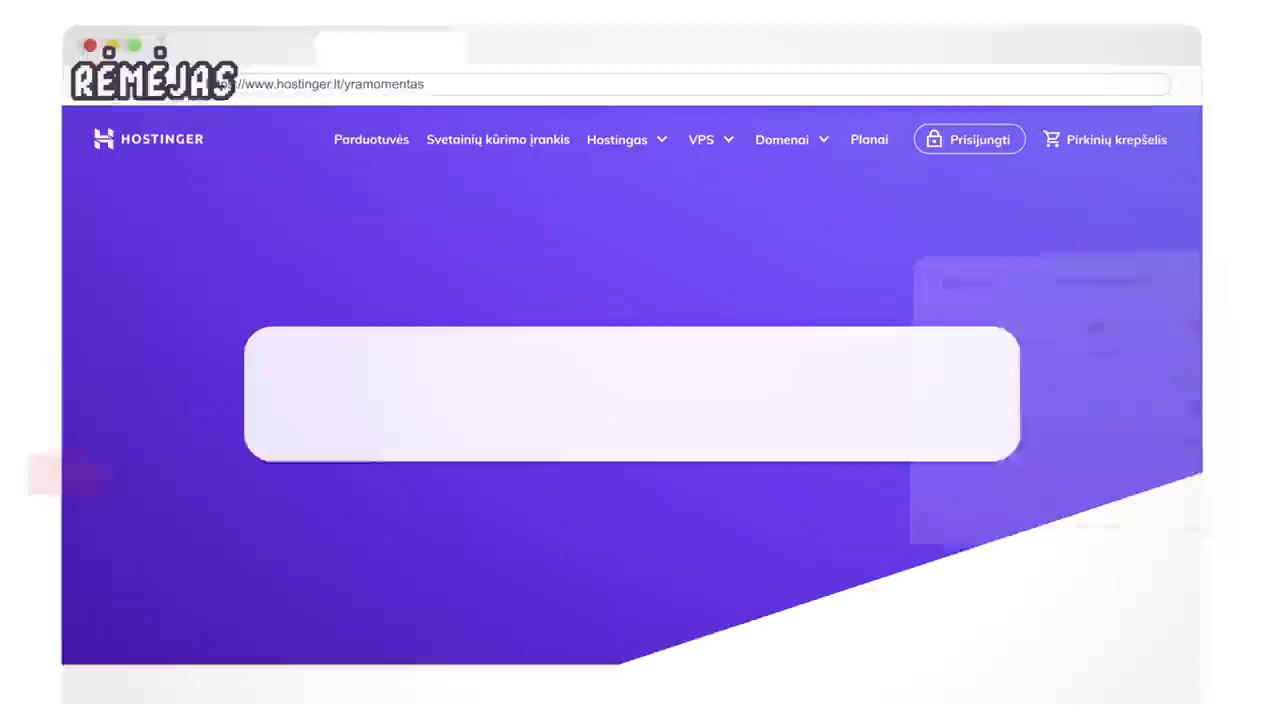 RĖMĖJAS
://www.hostinger.lt/yramomentas
HOSTINGER
Parduotuvės Svetainių kūrimo įrankis Hostingas VPS Domenai Planai Prisijungti Pirkinių krepšelis